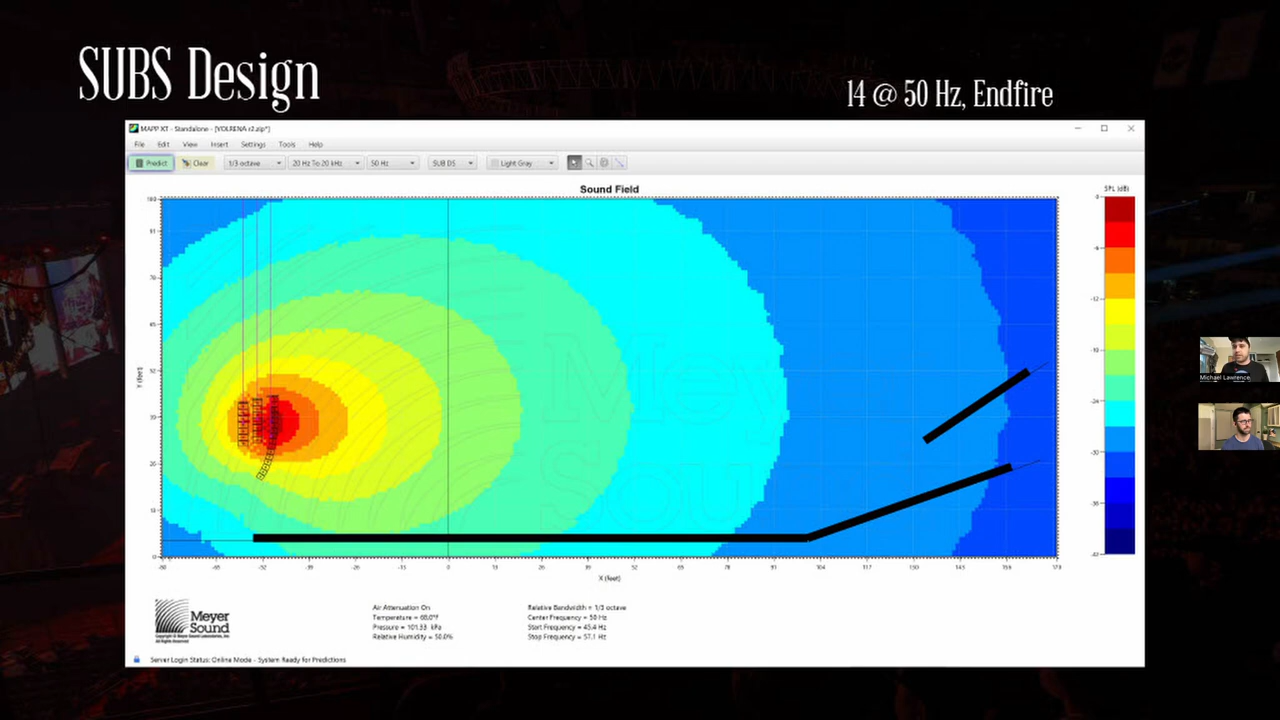 SUBS Design
14 @ 50 Hz, Endfire
MAPP XT - Standalone - [VOLRENA r2.zip*]
File Edit View Insert Settings Tools Help
Predict Clear 1/3 octave 20 Hz To 20 kHz 50 Hz SUB DS Light Gray
Sound Field
SPL (dB)
X (feet)
Meyer Sound
Air Attenuation On
Temperature = 68.0°F
Pressure = 101.33 kPa
Relative Humidity = 50.0%
Relative Bandwidth = 1/3 octave
Center Frequency = 50 Hz
Start Frequency = 45.4 Hz
Stop Frequency = 57.1 Hz
Server Login Status: Online Mode - System Ready for Predictions
Michael Lawrence